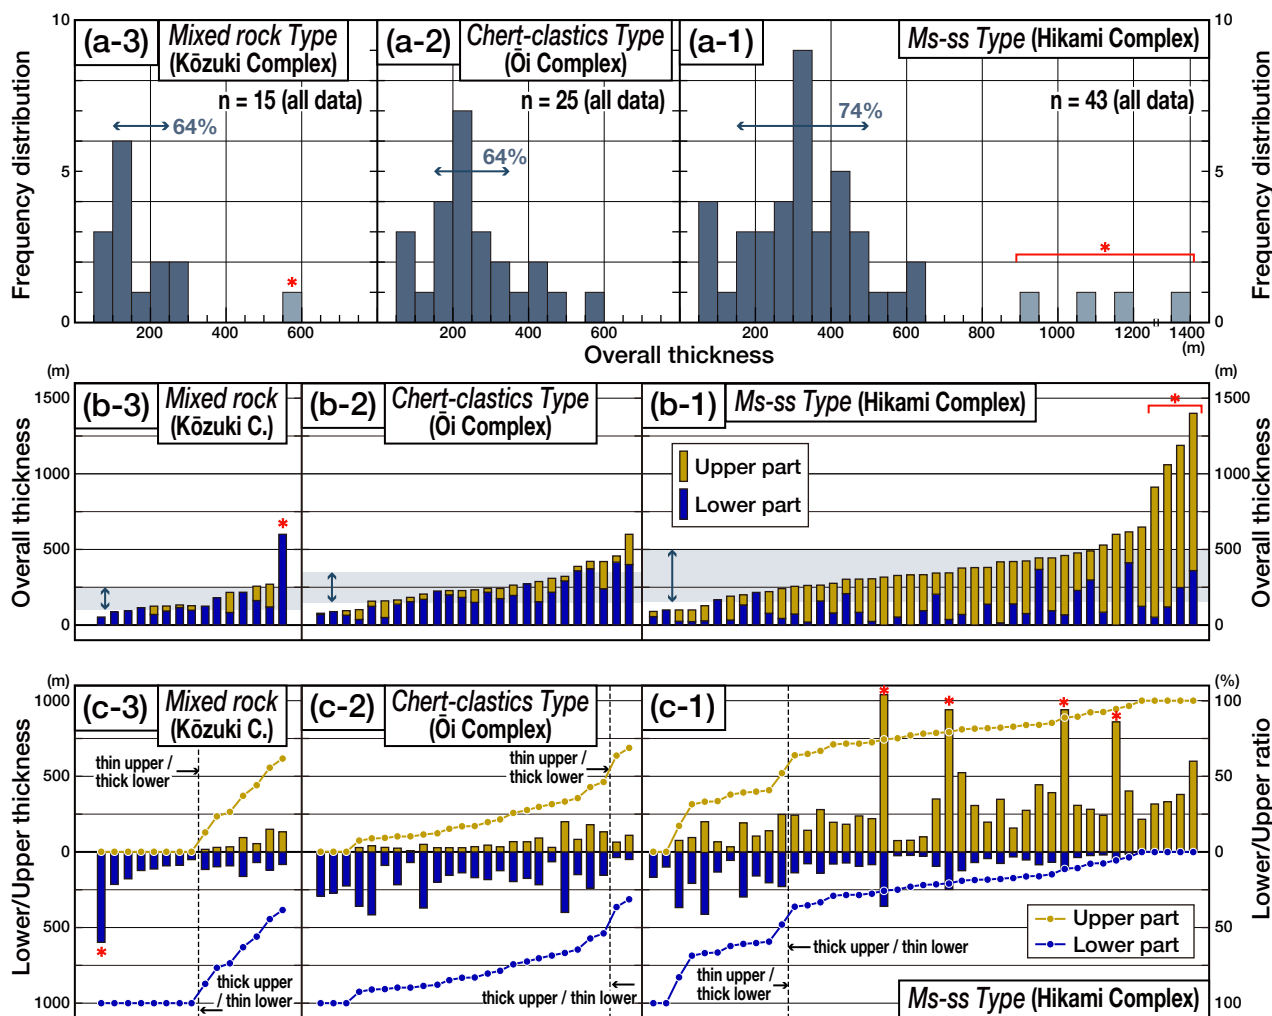 (a-3) Mixed rock Type
(Kōzuki Complex)
n = 15 (all data)
64%
*
(a-2) Chert-clastics Type
(Ōi Complex)
n = 25 (all data)
64%
(a-1) Ms-ss Type (Hikami Complex)
n = 43 (all data)
74%
*
Frequency distribution
10
5
0
Frequency distribution
10
5
0
200 400 600
200 400 600
200 400 600 800 1000 1200 1400
(m)
Overall thickness
(m)
(b-3) Mixed rock
(Kōzuki C.)
*
(b-2) Chert-clastics Type
(Ōi Complex)
(b-1) Ms-ss Type (Hikami Complex)
*
Upper part
Lower part
Overall thickness
1500
1000
500
0
(m)
Overall thickness
1500
1000
500
0
(m)
(c-3) Mixed rock
(Kōzuki C.)
thin upper /
thick lower
thick upper
/ thin lower
*
(c-2) Chert-clastics Type
(Ōi Complex)
thin upper /
thick lower
thick upper / thin lower
(c-1)
* * * *
thick upper / thin lower
thin upper /
thick lower
Upper part
Lower part
Ms-ss Type (Hikami Complex)
Lower/Upper thickness
1000
500
0
500
1000
(%)
Lower/Upper ratio
100
50
0
50
100